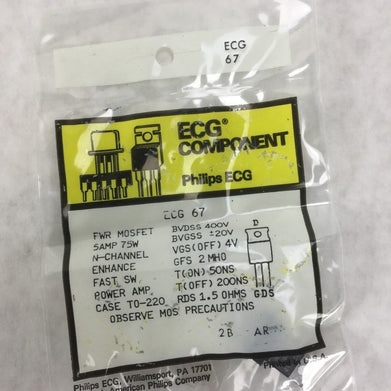 ECG
67
ECG®
COMPONENT
Philips ECG
ECG 67
PWR MOSFET BVDSS 400V D
5AMP 75W BVGSS ±20V
N-CHANNEL VGS(OFF) 4V
ENHANCE GFS 2 MHO
FAST SW T(ON) 50NS
POWER AMP T(OFF) 200NS
CASE TO-220 RDS 1.5 OHMS GDS
OBSERVE MOS PRECAUTIONS
2B AR
Philips ECG, Williamsport, PA 17701 Printed in U.S.A.
American Philips Company